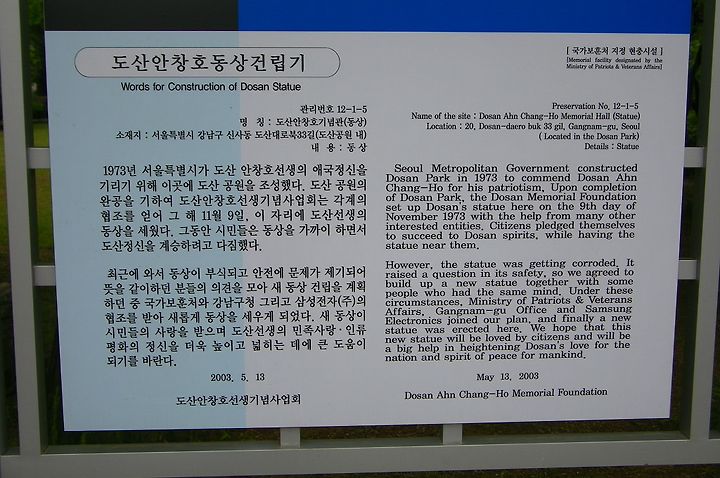 도산안창호동상건립기
Words for Construction of Dosan Statue
[ 국가보훈처 지정 현충시설 ]
[Memorial facility designated by the
Ministry of Patriots & Veterans Affairs]
관리번호 12-1-5
명 칭 : 도산안창호기념관(동상)
소재지 : 서울특별시 강남구 신사동 도산대로북33길(도산공원 내)
내 용 : 동상
1973년 서울특별시가 도산 안창호선생의 애국정신을
기리기 위해 이곳에 도산 공원을 조성했다. 도산 공원의
완공을 기하여 도산안창호선생기념사업회는 각계의
협조를 얻어 그 해 11월 9일, 이 자리에 도산선생의
동상을 세웠다. 그동안 시민들은 동상을 가까이 하면서
도산정신을 계승하려고 다짐했다.
최근에 와서 동상이 부식되고 안전에 문제가 제기되어
뜻을 같이하던 분들의 의견을 모아 새 동상 건립을 계획
하던 중 국가보훈처와 강남구청 그리고 삼성전자(주)의
협조를 받아 새롭게 동상을 세우게 되었다. 새 동상이
시민들의 사랑을 받으며 도산선생의 민족사랑·인류
평화의 정신을 더욱 높이고 넓히는 데에 큰 도움이
되기를 바란다.
2003. 5. 13
도산안창호선생기념사업회
Preservation No. 12-1-5
Name of the site : Dosan Ahn Chang-Ho Memorial Hall (Statue)
Location : 20, Dosan-daero buk 33 gil, Gangnam-gu, Seoul
( Located in the Dosan Park)
Details : Statue
Seoul Metropolitan Government constructed
Dosan Park in 1973 to commend Dosan Ahn
Chang-Ho for his patriotism. Upon completion
of Dosan Park, the Dosan Memorial Foundation
set up Dosan's statue here on the 9th day of
November 1973 with the help from many other
interested entities. Citizens pledged themselves
to succeed to Dosan spirits, while having the
statue near them.
However, the statue was getting corroded. It
raised a question in its safety, so we agreed to
build up a new statue together with some
people who had the same mind. Under these
circumstances, Ministry of Patriots & Veterans
Affairs, Gangnam-gu Office and Samsung
Electronics joined our plan, and finally a new
statue was erected here. We hope that this
new statue will be loved by citizens and will be
a big help in heightening Dosan's love for the
nation and spirit of peace for mankind.
May 13, 2003
Dosan Ahn Chang-Ho Memorial Foundation